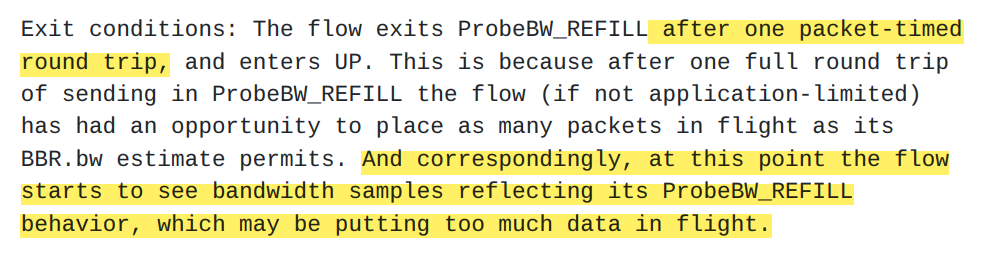 Exit conditions: The flow exits ProbeBW_REFILL after one packet-timed
round trip, and enters UP. This is because after one full round trip
of sending in ProbeBW_REFILL the flow (if not application-limited)
has had an opportunity to place as many packets in flight as its
BBR.bw estimate permits. And correspondingly, at this point the flow
starts to see bandwidth samples reflecting its ProbeBW_REFILL
behavior, which may be putting too much data in flight.